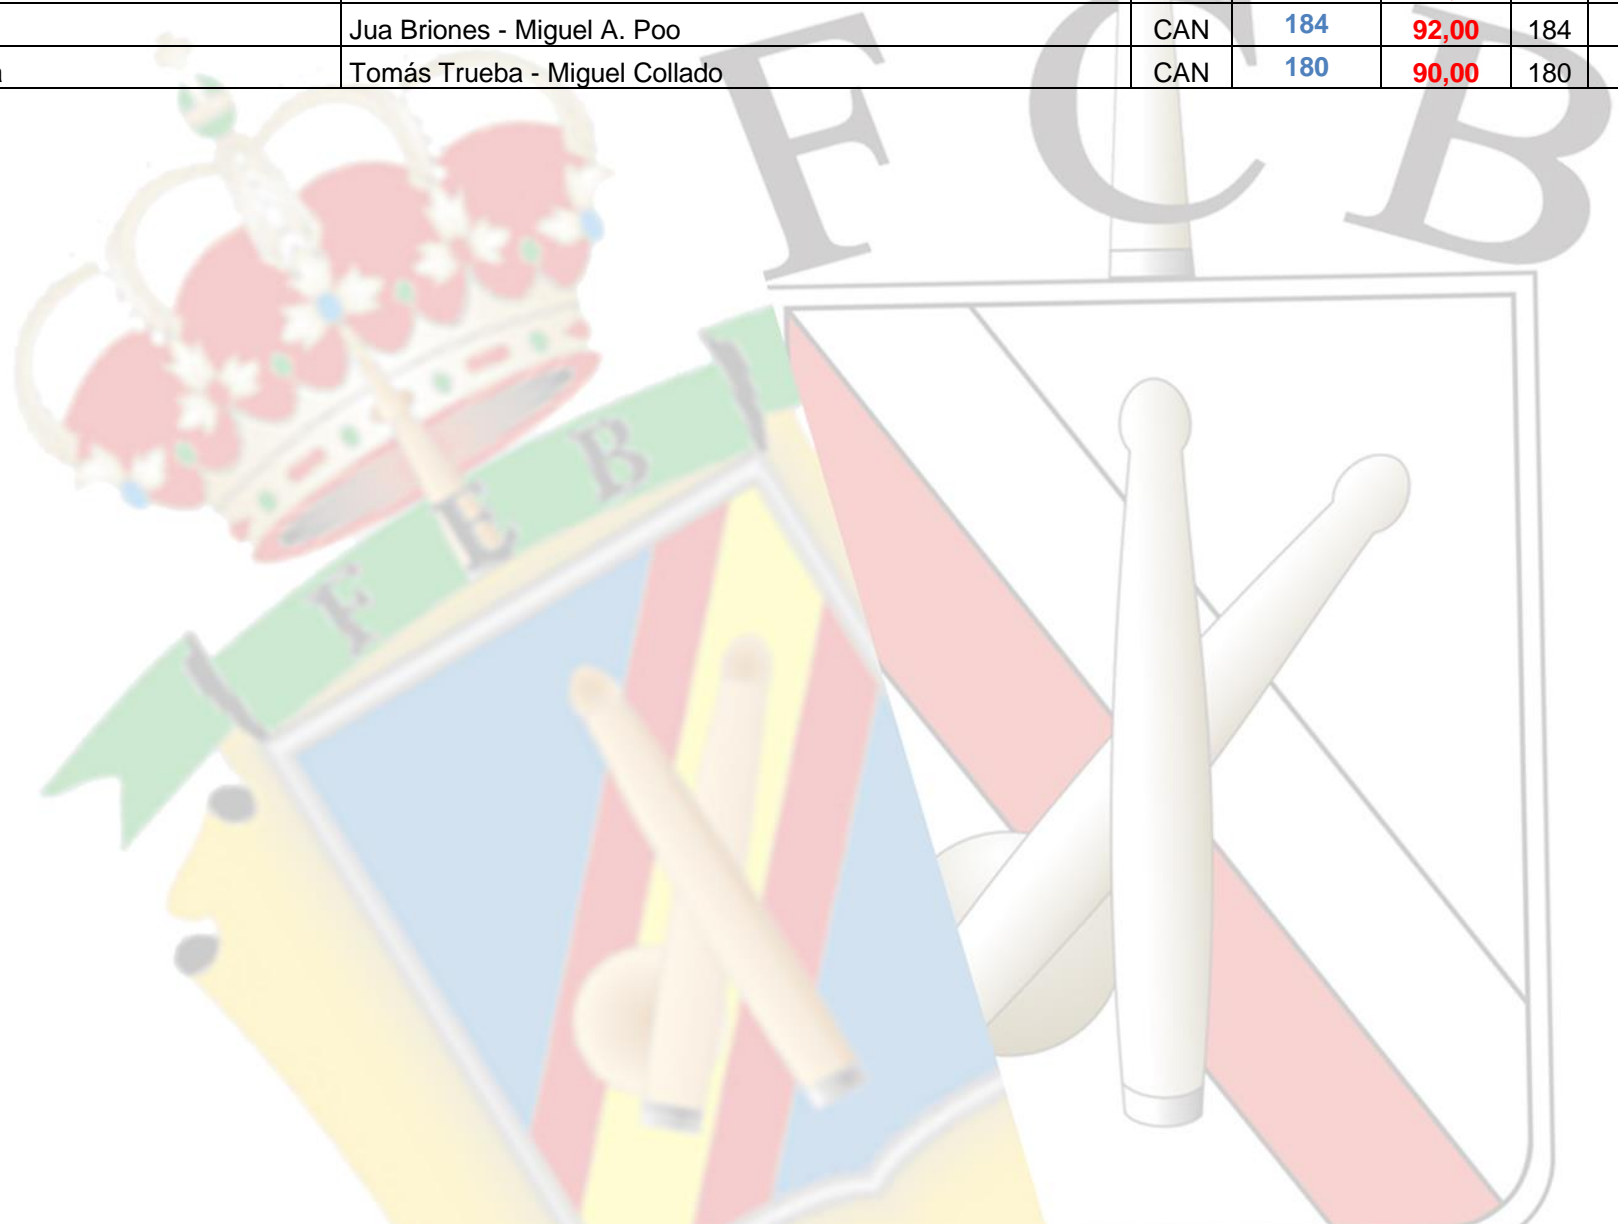 Jua Briones - Miguel A. Poo CAN 184 92,00 184
a Tomás Trueba - Miguel Collado CAN 180 90,00 180
F C B
F E B